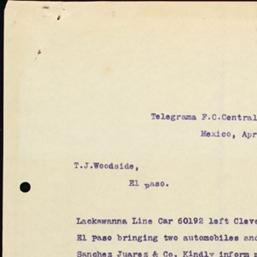 Telegrama F.C.Central
Mexico, Apr
T.J.Woodside,
El paso.
Lackawanna Line Car 60192 left Cleve
El Paso bringing two automobiles and
Sanchez Juarez & Co. Kindly inform